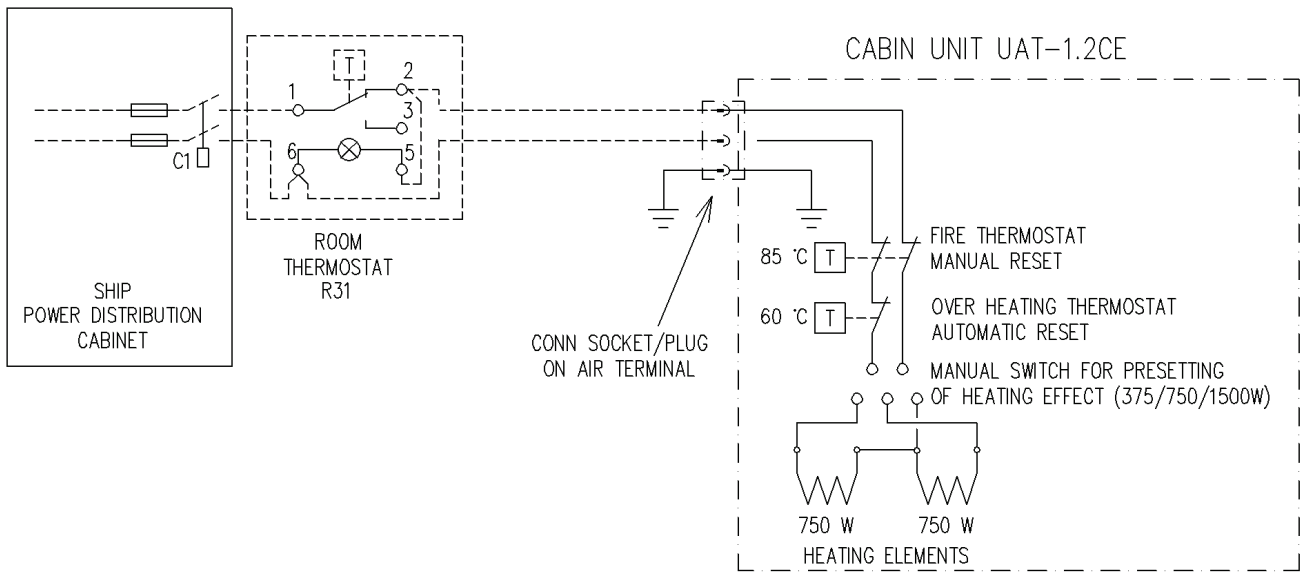 CABIN UNIT UAT-1.2CE
T
1
2
3
6
5
C1
ROOM
THERMOSTAT
R31
SHIP
POWER DISTRIBUTION
CABINET
CONN SOCKET/PLUG
ON AIR TERMINAL
85 °C T
FIRE THERMOSTAT
MANUAL RESET
60 °C T
OVER HEATING THERMOSTAT
AUTOMATIC RESET
MANUAL SWITCH FOR PRESETTING
OF HEATING EFFECT (375/750/1500W)
750 W
750 W
HEATING ELEMENTS